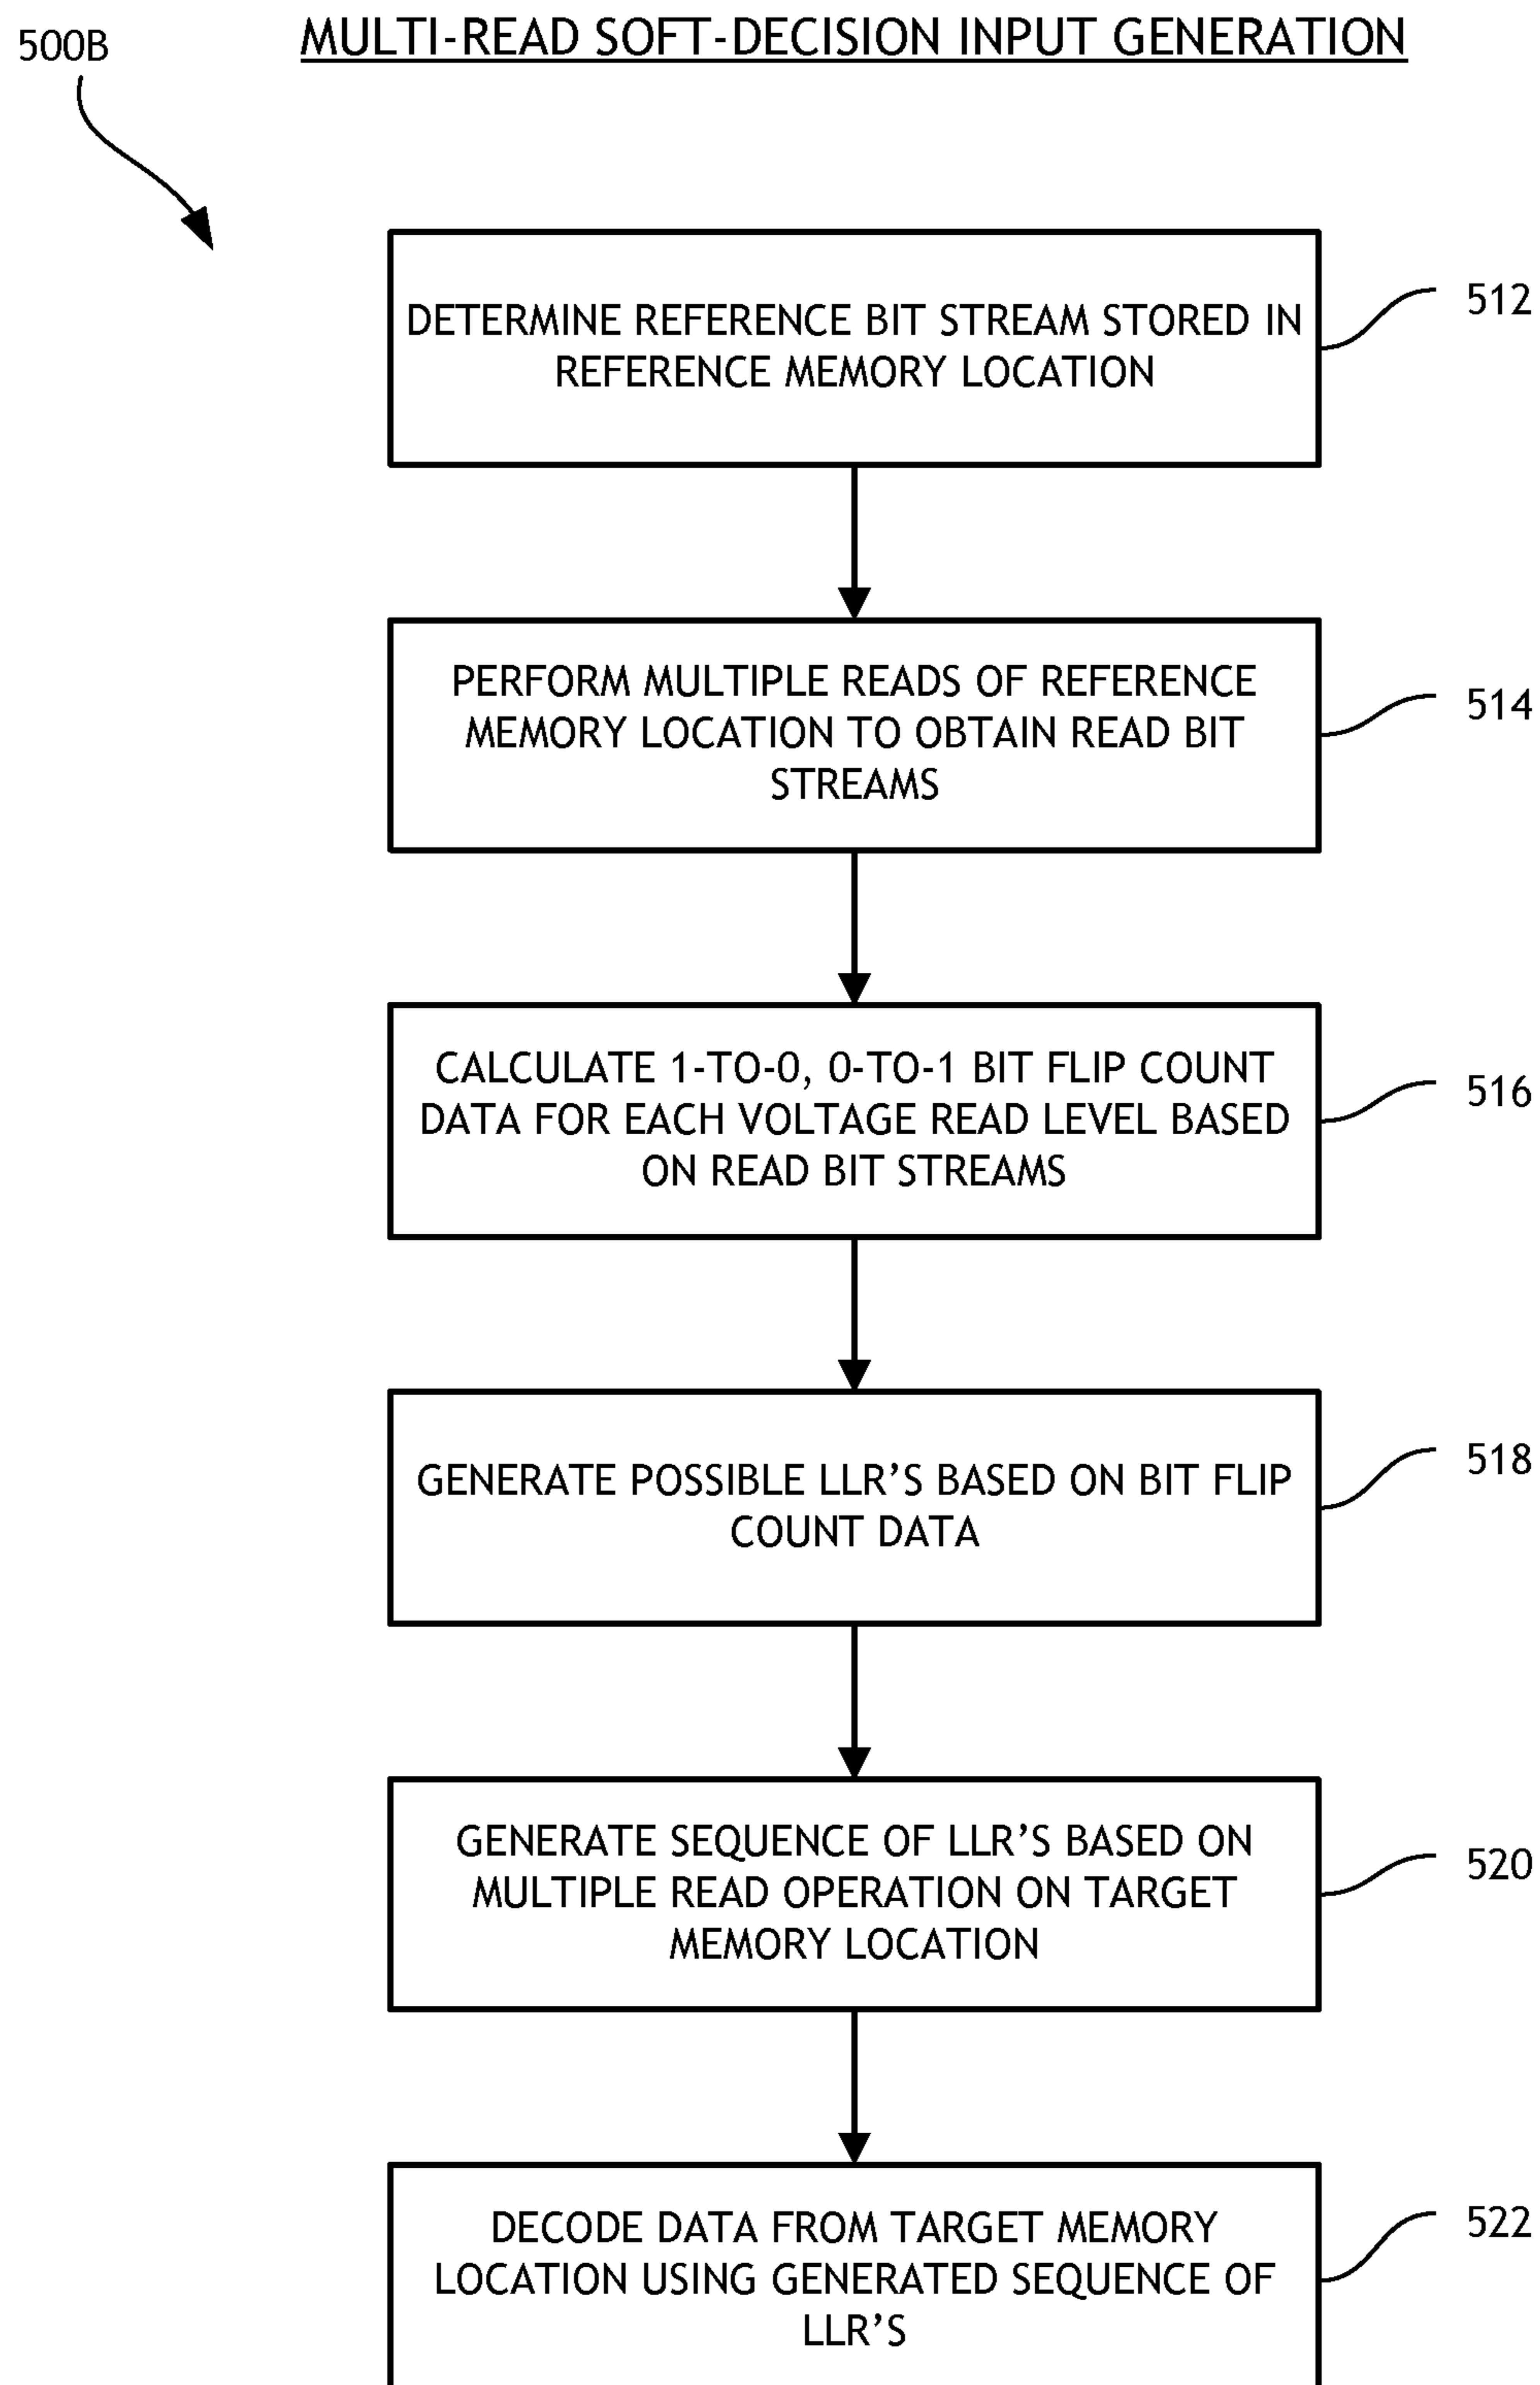 MULTI-READ SOFT-DECISION INPUT GENERATION
500B
DETERMINE REFERENCE BIT STREAM STORED IN
REFERENCE MEMORY LOCATION
512
PERFORM MULTIPLE READS OF REFERENCE
MEMORY LOCATION TO OBTAIN READ BIT
STREAMS
514
CALCULATE 1-TO-0, 0-TO-1 BIT FLIP COUNT
DATA FOR EACH VOLTAGE READ LEVEL BASED
ON READ BIT STREAMS
516
GENERATE POSSIBLE LLR'S BASED ON BIT FLIP
COUNT DATA
518
GENERATE SEQUENCE OF LLR'S BASED ON
MULTIPLE READ OPERATION ON TARGET
MEMORY LOCATION
520
DECODE DATA FROM TARGET MEMORY
LOCATION USING GENERATED SEQUENCE OF
LLR'S
522